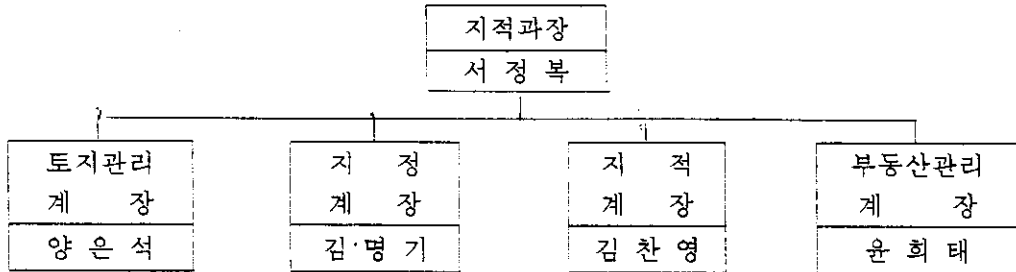 지적과장
서 정 복
토지관리
계 장
양 은 석
지 정
계 장
김 명 기
지 적
계 장
김 찬 영
부동산관리
계 장
윤 희 태